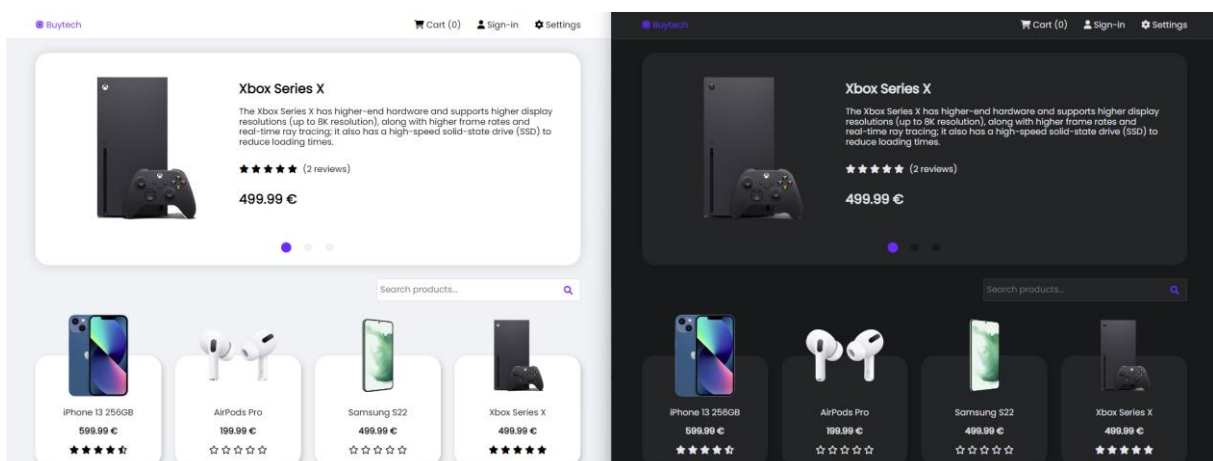 Buytech
Cart (0) Sign-in Settings
Xbox Series X
The Xbox Series X has higher-end hardware and supports higher display
resolutions (up to 8K resolution), along with higher frame rates and
real-time ray tracing; it also has a high-speed solid-state drive (SSD) to
reduce loading times.
(2 reviews)
499.99 €
Search products...
iPhone 13 256GB
599.99 €
AirPods Pro
199.99 €
Samsung S22
499.99 €
Xbox Series X
499.99 €
Buytech
Cart (0) Sign-in Settings
Xbox Series X
The Xbox Series X has higher-end hardware and supports higher display
resolutions (up to 8K resolution), along with higher frame rates and
real-time ray tracing; it also has a high-speed solid-state drive (SSD) to
reduce loading times.
(2 reviews)
499.99 €
Search products...
iPhone 13 256GB
599.99 €
AirPods Pro
199.99 €
Samsung S22
499.99 €
Xbox Series X
499.99 €